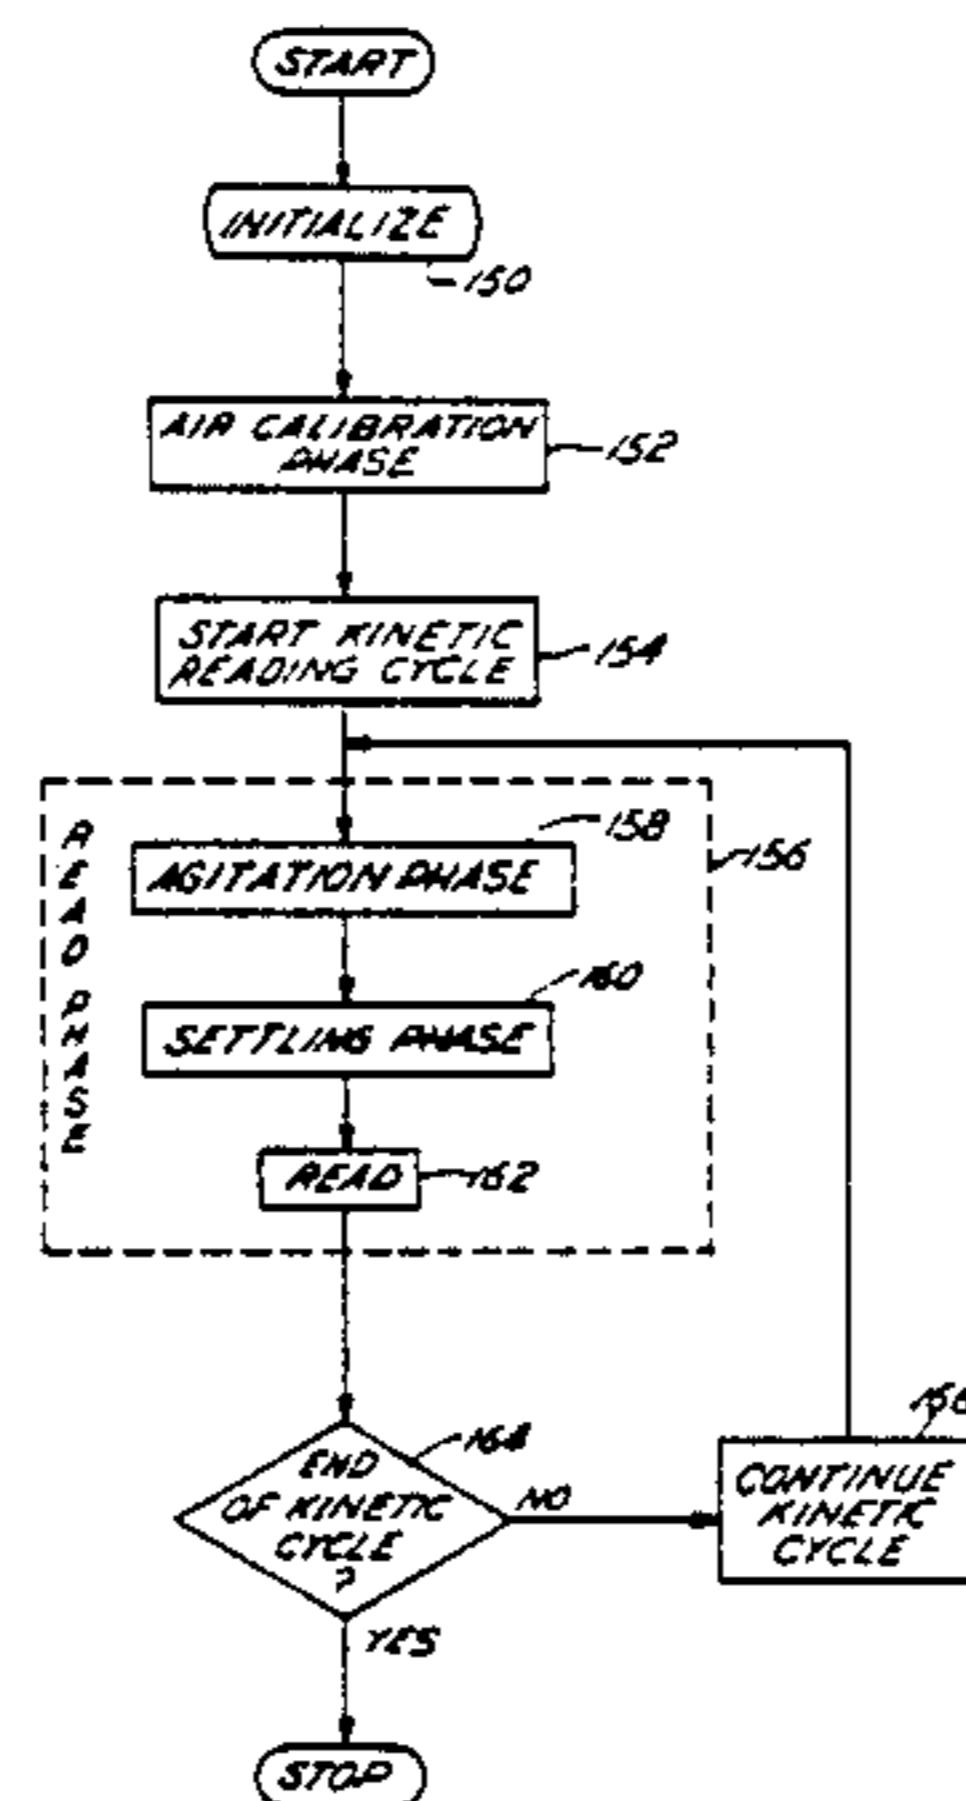 START
INITIALIZE
150
AIR CALIBRATION
PHASE
152
START KINETIC
READING CYCLE
154
READ PHASE
158
156
AGITATION PHASE
160
SETTLING PHASE
READ
162
164
END
OF KINETIC
CYCLE
?
NO
CONTINUE
KINETIC
CYCLE
YES
STOP